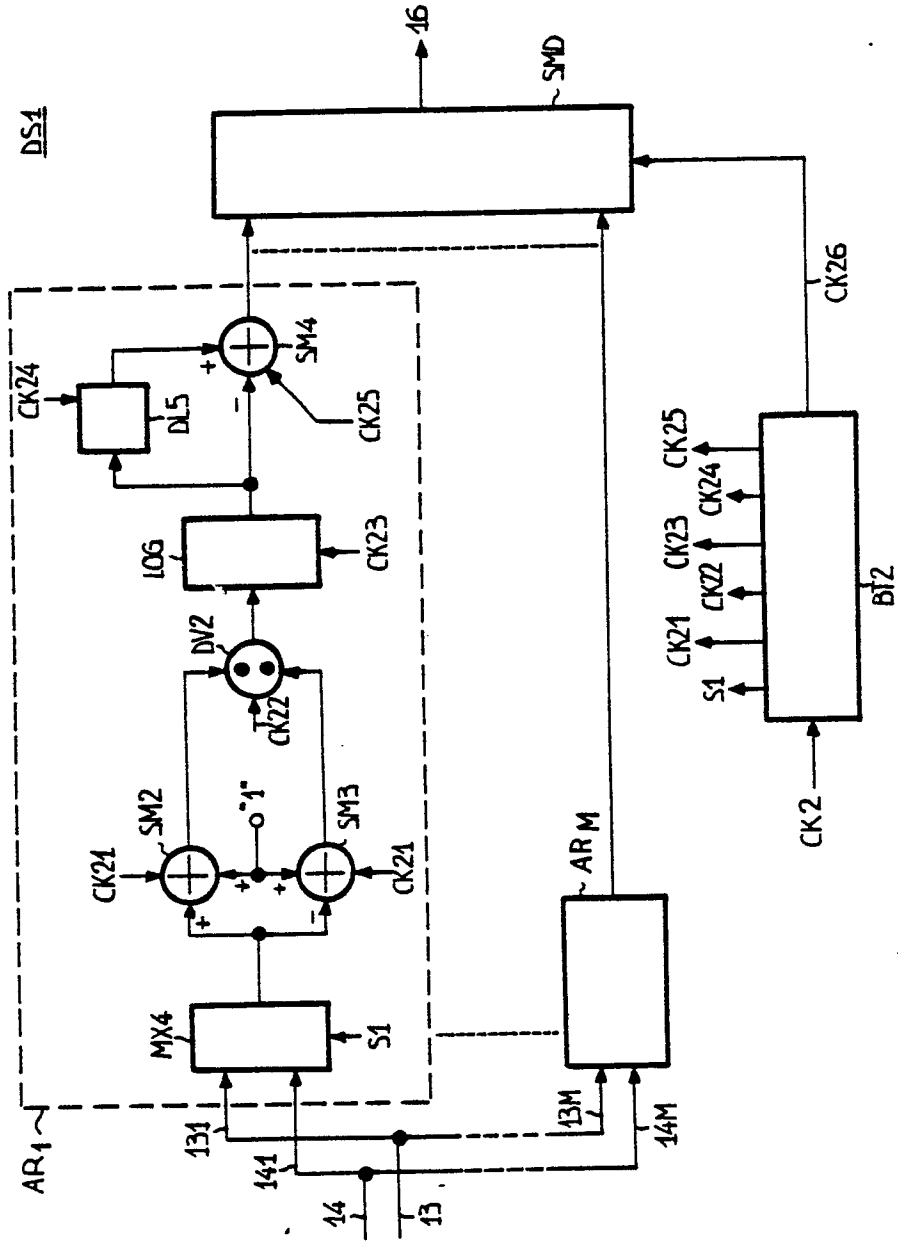 DS1
AR1
131
141
14
13
MX4
S1
CK21
SM2
"1"
SM3
CK21
+
+
+
-
DV2
CK22
LOG
CK23
CK24
DL5
+
-
SM4
CK25
SMD
16
ARM
13M
14M
CK2
S1
CK21
CK22
CK23
CK24
CK25
BT2
CK26